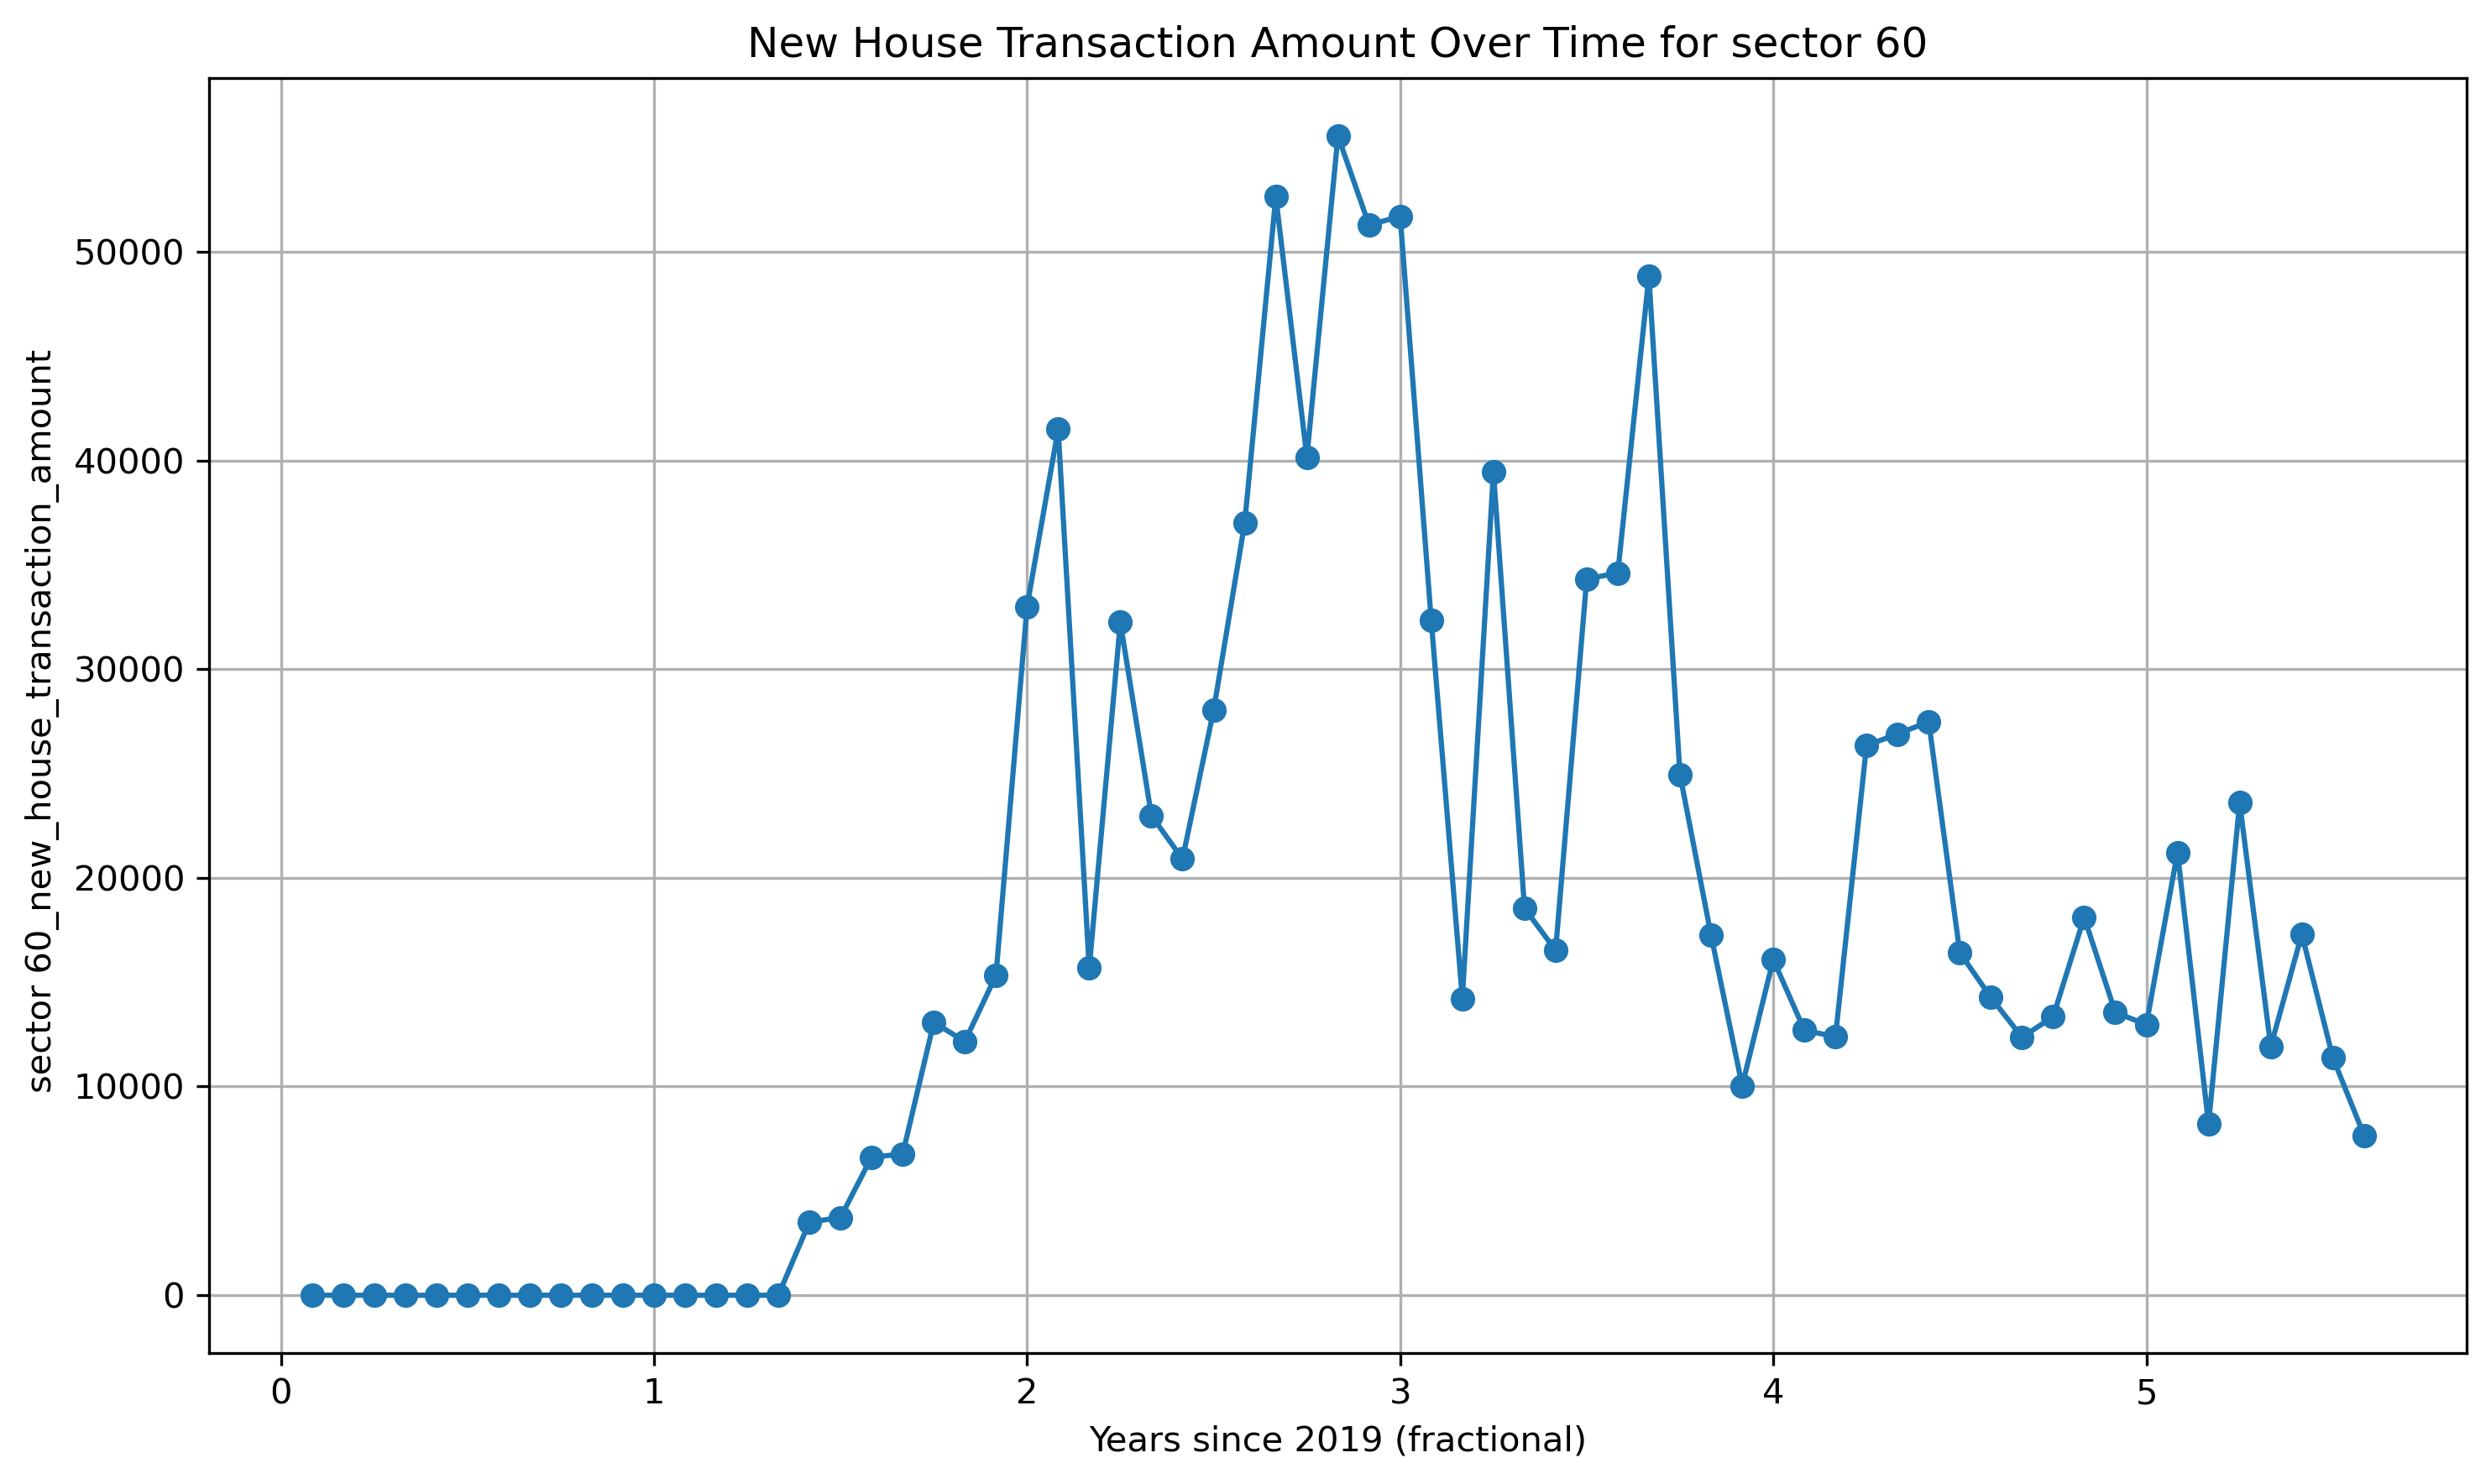 New House Transaction Amount Over Time for sector 60
sector 60_new_house_transaction_amount
50000
40000
30000
20000
10000
0
0 1 2 3 4 5
Years since 2019 (fractional)